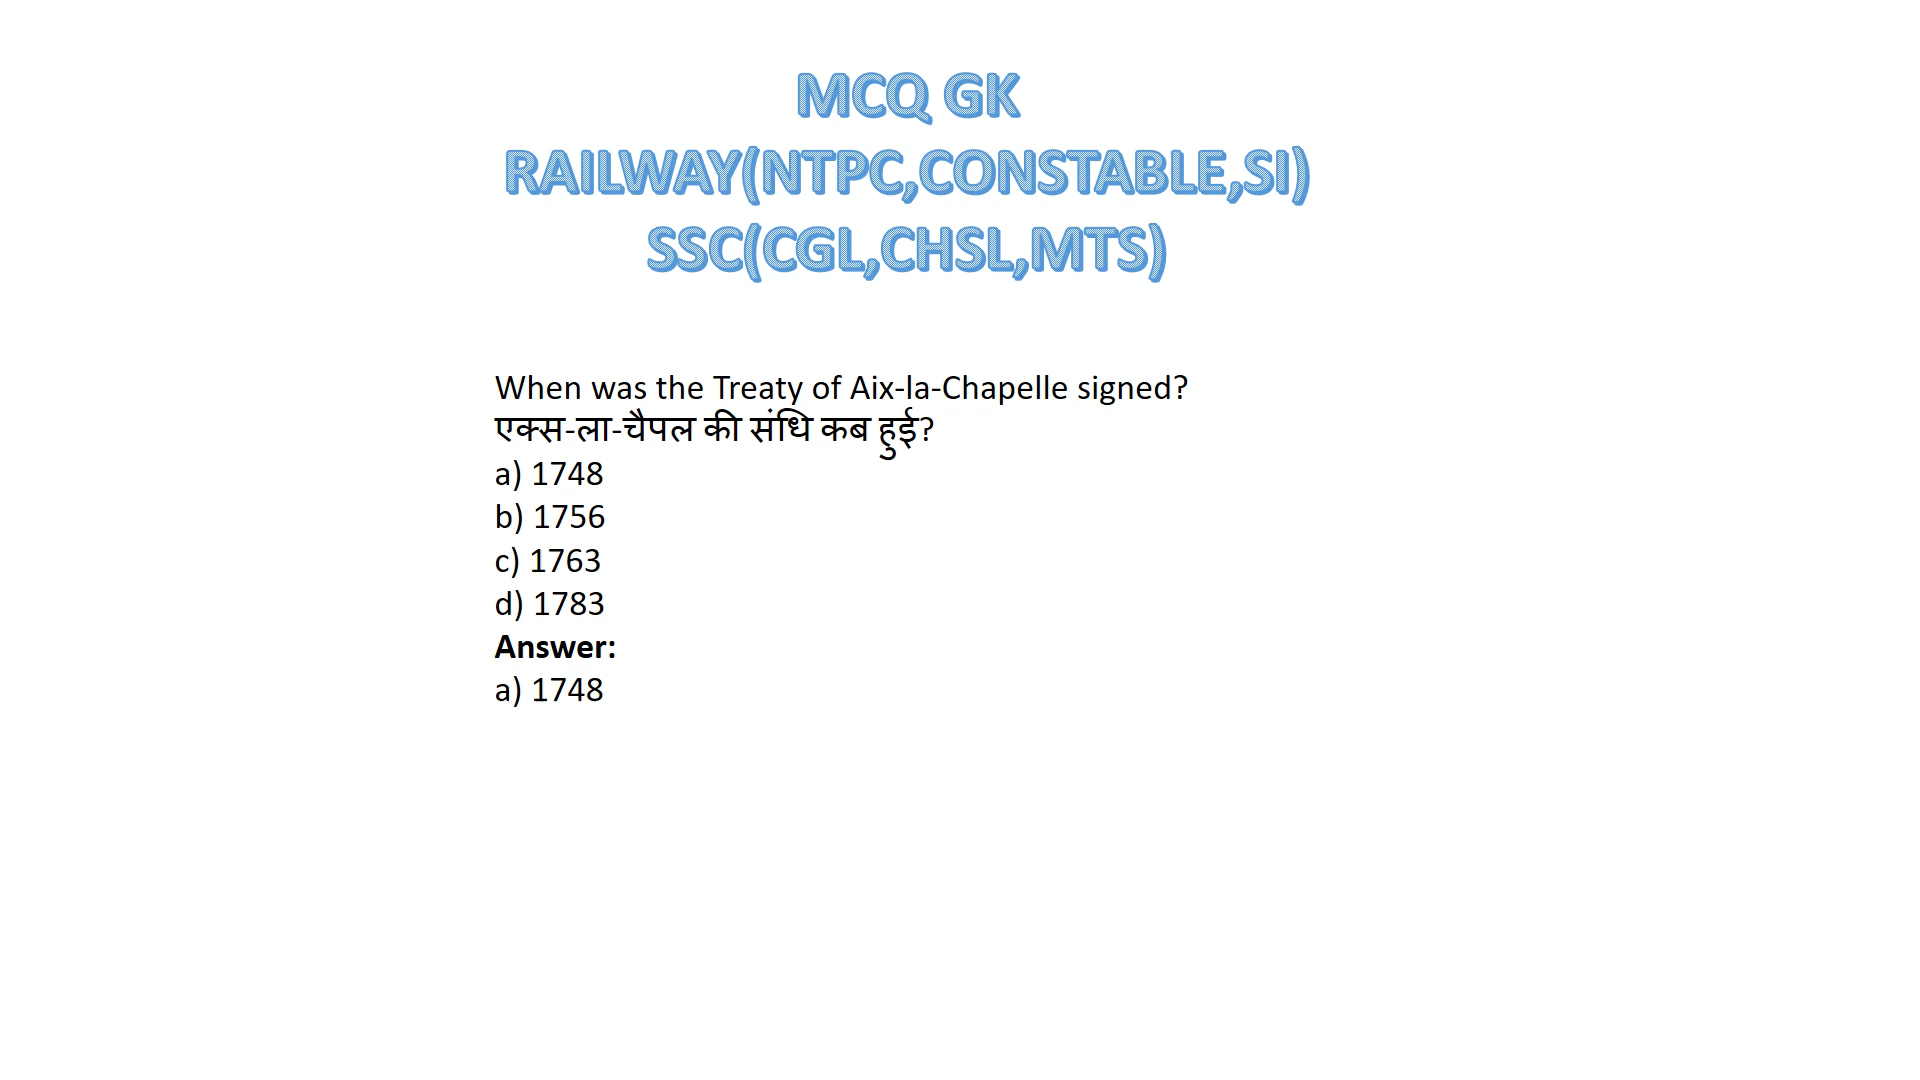 MCQ GK
RAILWAY(NTPC,CONSTABLE,SI)
SSC(CGL,CHSL,MTS)
When was the Treaty of Aix-la-Chapelle signed?
एक्स-ला-चैपल की संधि कब हुई?
a) 1748
b) 1756
c) 1763
d) 1783
Answer:
a) 1748